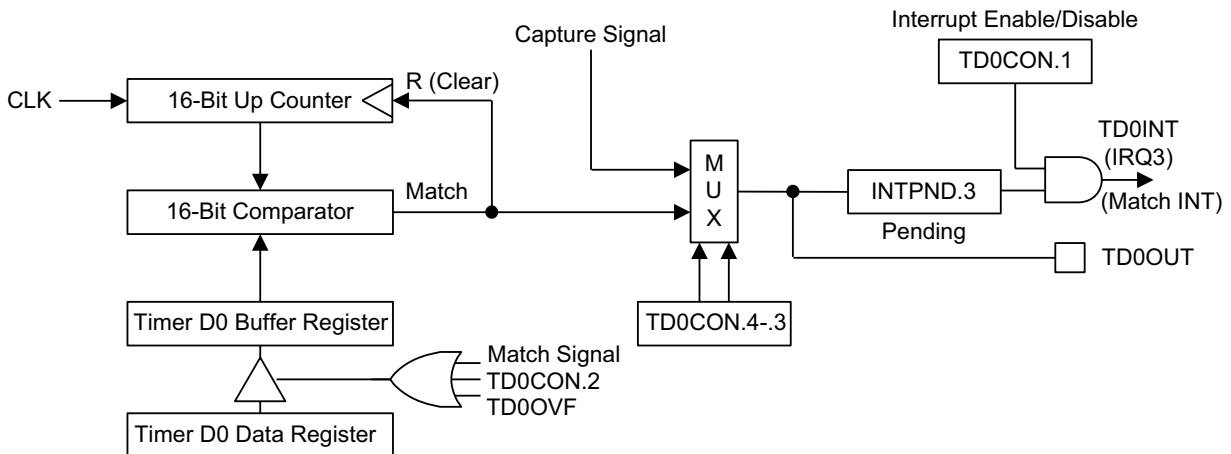 Interrupt Enable/Disable
Capture Signal
TD0CON.1
R (Clear)
CLK
16-Bit Up Counter
TD0INT
(IRQ3)
M
U
X
Match
16-Bit Comparator
INTPND.3
(Match INT)
Pending
TD0OUT
Timer D0 Buffer Register
TD0CON.4-.3
Match Signal
TD0CON.2
TD0OVF
Timer D0 Data Register